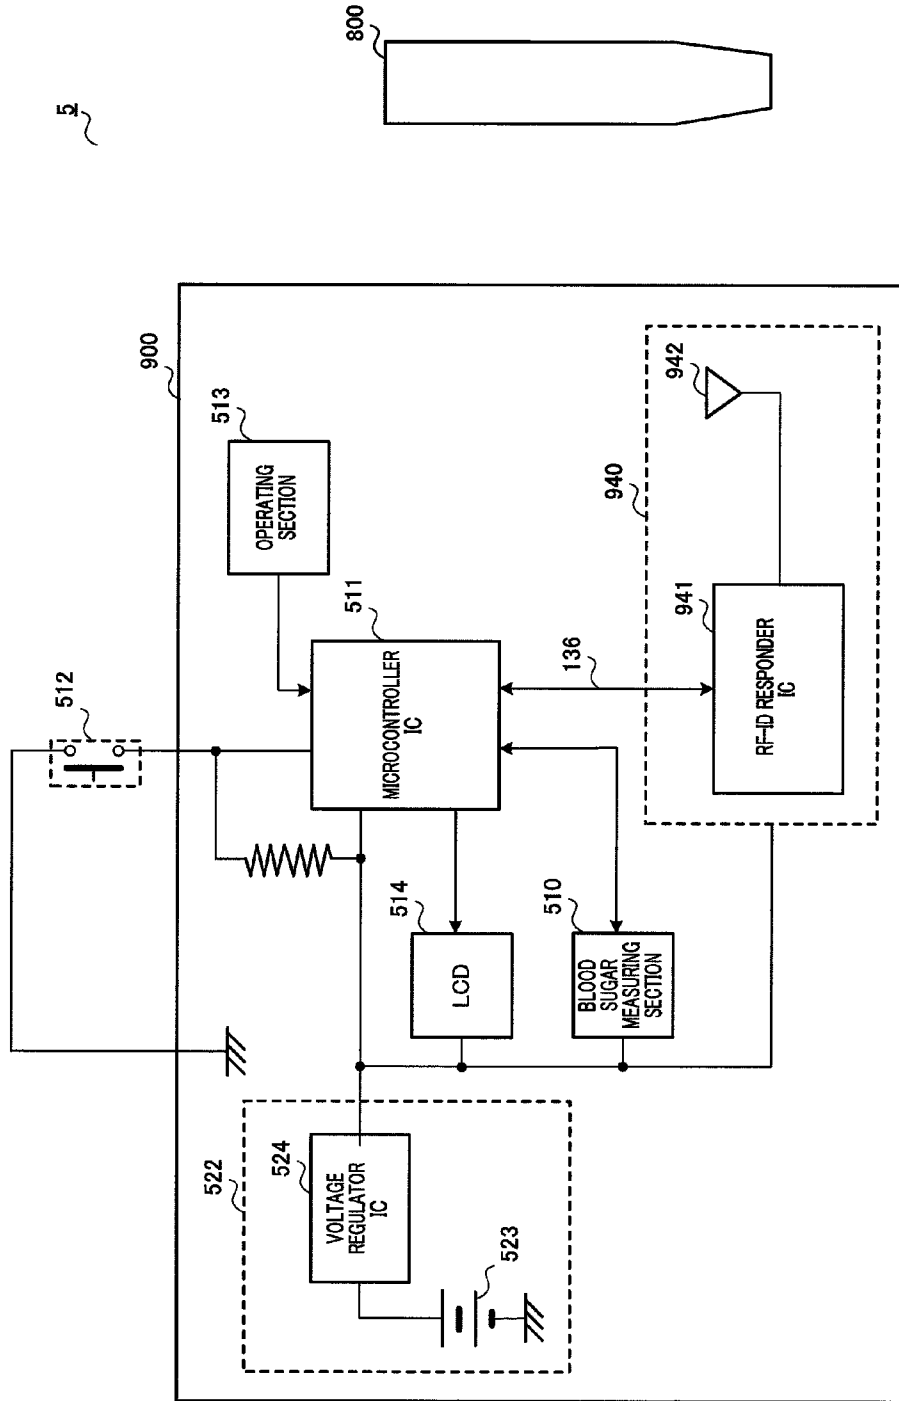 5
800
900
512
513
OPERATING
SECTION
511
MICROCONTROLLER
IC
136
942
940
941
RF-ID RESPONDER
IC
514
LCD
510
BLOOD
SUGAR
MEASURING
SECTION
522
524
VOLTAGE
REGULATOR
IC
523